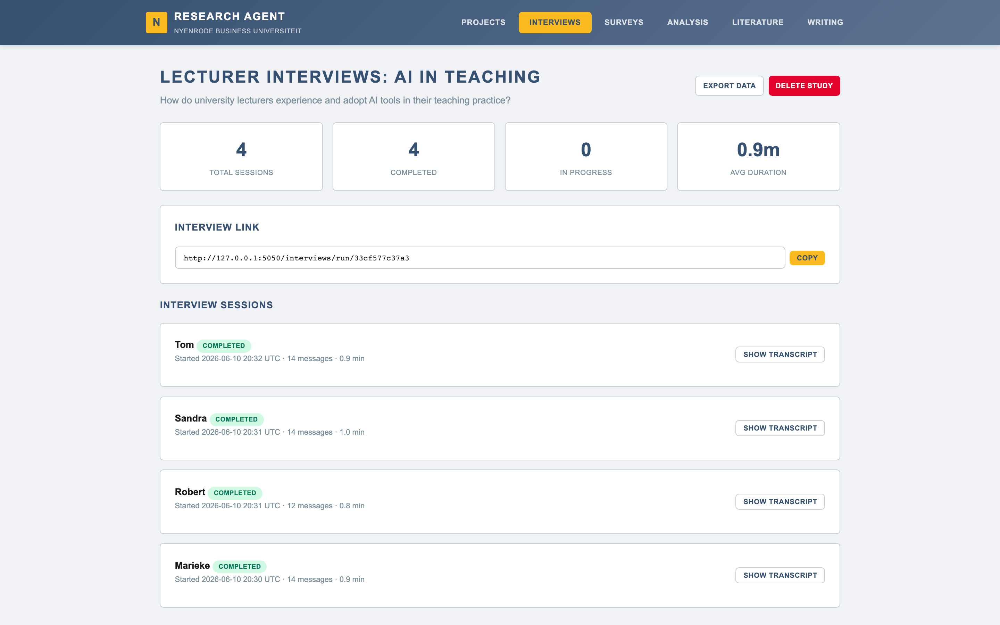 N
RESEARCH AGENT
NYENRODE BUSINESS UNIVERSITEIT
PROJECTS
INTERVIEWS
SURVEYS
ANALYSIS
LITERATURE
WRITING
LECTURER INTERVIEWS: AI IN TEACHING
How do university lecturers experience and adopt AI tools in their teaching practice?
EXPORT DATA
DELETE STUDY
4
TOTAL SESSIONS
4
COMPLETED
0
IN PROGRESS
0.9m
AVG DURATION
INTERVIEW LINK
http://127.0.0.1:5050/interviews/run/33cf577c37a3
COPY
INTERVIEW SESSIONS
Tom COMPLETED
Started 2026-06-10 20:32 UTC · 14 messages · 0.9 min
SHOW TRANSCRIPT
Sandra COMPLETED
Started 2026-06-10 20:31 UTC · 14 messages · 1.0 min
SHOW TRANSCRIPT
Robert COMPLETED
Started 2026-06-10 20:31 UTC · 12 messages · 0.8 min
SHOW TRANSCRIPT
Marieke COMPLETED
Started 2026-06-10 20:30 UTC · 14 messages · 0.9 min
SHOW TRANSCRIPT